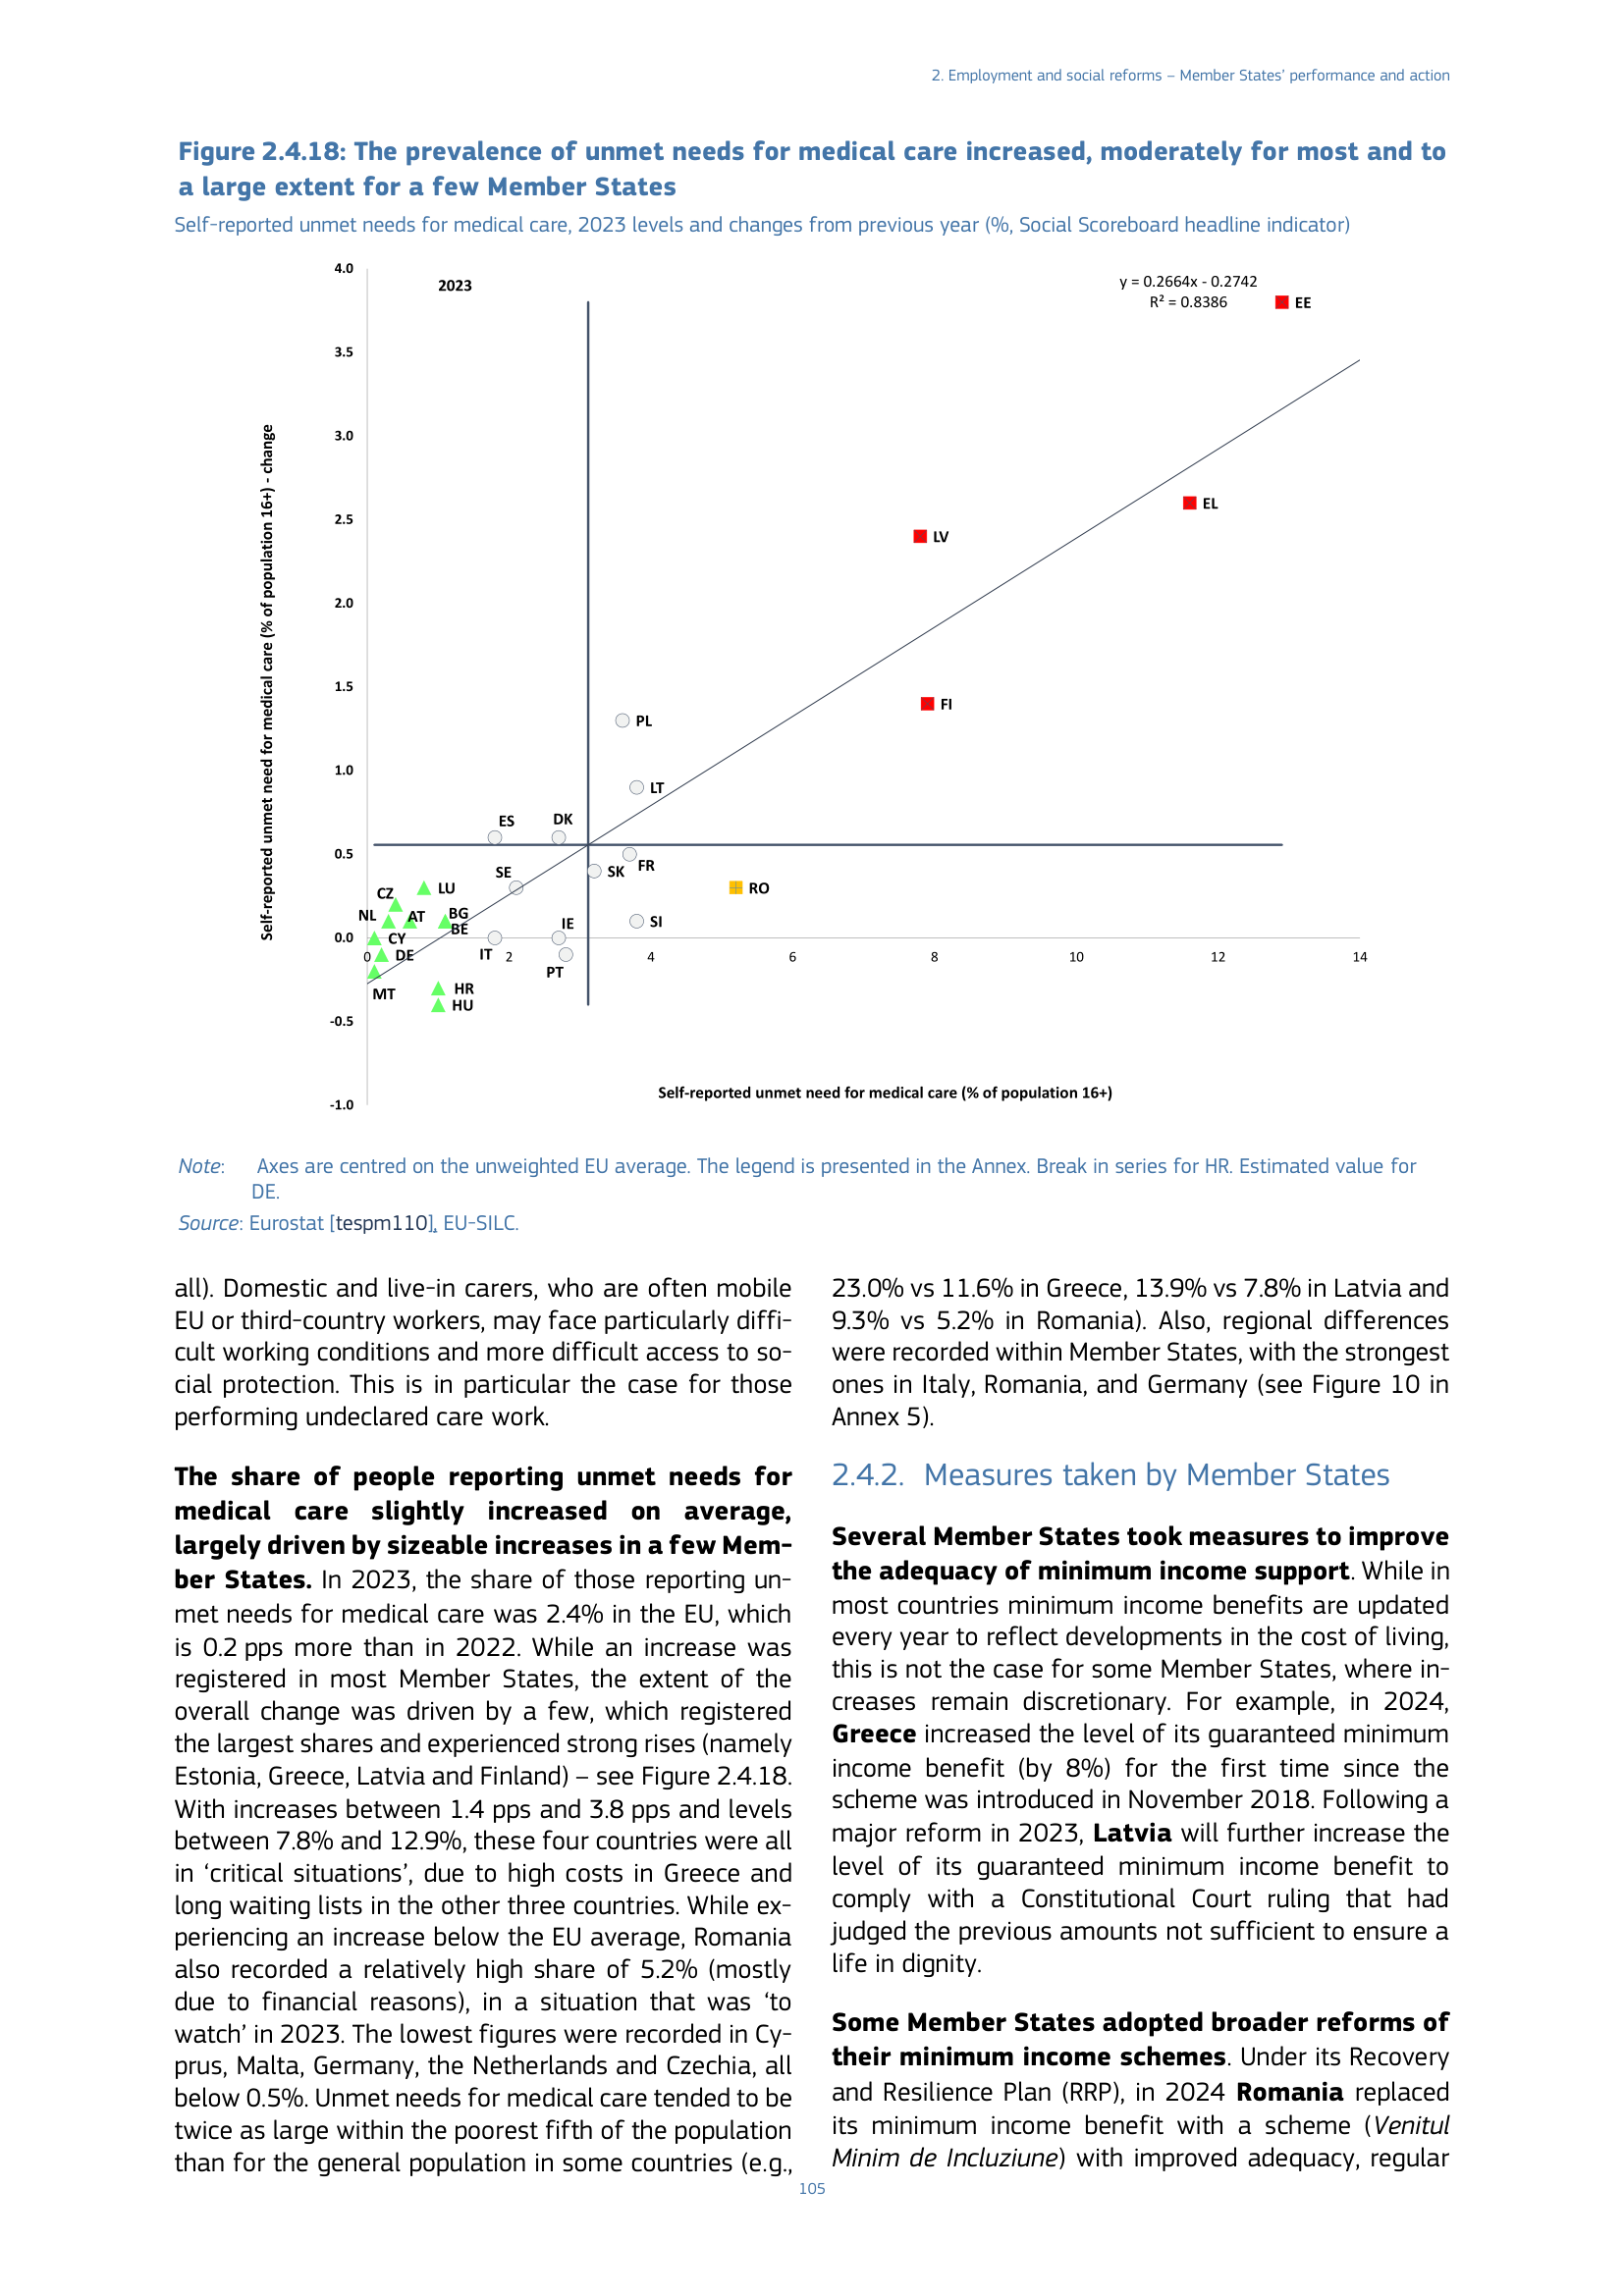 2. Employment and social reforms – Member States’ performance and action
Figure 2.4.18: The prevalence of unmet needs for medical care increased, moderately for most and to
a large extent for a few Member States
Self-reported unmet needs for medical care, 2023 levels and changes from previous year (%, Social Scoreboard headline indicator)
4.0
2023
y = 0.2664x - 0.2742
R² = 0.8386
EE
3.5
3.0
2.5
EL
LV
2.0
1.5
FI
PL
1.0
LT
ES
DK
0.5
FR
SK
SE
RO
CZ
LU
NL
AT
BG
BE
IE
SI
0.0
CY
DE
0
IT
2
4
6
8
10
12
14
PT
MT
HR
HU
-0.5
-1.0
Self-reported unmet need for medical care (% of population 16+) - change
Self-reported unmet need for medical care (% of population 16+)
Note: Axes are centred on the unweighted EU average. The legend is presented in the Annex. Break in series for HR. Estimated value for
DE.
Source: Eurostat [tespm110], EU-SILC.
all). Domestic and live-in carers, who are often mobile
EU or third-country workers, may face particularly diffi-
cult working conditions and more difficult access to so-
cial protection. This is in particular the case for those
performing undeclared care work.
The share of people reporting unmet needs for
medical care slightly increased on average,
largely driven by sizeable increases in a few Mem-
ber States. In 2023, the share of those reporting un-
met needs for medical care was 2.4% in the EU, which
is 0.2 pps more than in 2022. While an increase was
registered in most Member States, the extent of the
overall change was driven by a few, which registered
the largest shares and experienced strong rises (namely
Estonia, Greece, Latvia and Finland) – see Figure 2.4.18.
With increases between 1.4 pps and 3.8 pps and levels
between 7.8% and 12.9%, these four countries were all
in ‘critical situations’, due to high costs in Greece and
long waiting lists in the other three countries. While ex-
periencing an increase below the EU average, Romania
also recorded a relatively high share of 5.2% (mostly
due to financial reasons), in a situation that was ‘to
watch’ in 2023. The lowest figures were recorded in Cy-
prus, Malta, Germany, the Netherlands and Czechia, all
below 0.5%. Unmet needs for medical care tended to be
twice as large within the poorest fifth of the population
than for the general population in some countries (e.g.,
23.0% vs 11.6% in Greece, 13.9% vs 7.8% in Latvia and
9.3% vs 5.2% in Romania). Also, regional differences
were recorded within Member States, with the strongest
ones in Italy, Romania, and Germany (see Figure 10 in
Annex 5).
2.4.2. Measures taken by Member States
Several Member States took measures to improve
the adequacy of minimum income support. While in
most countries minimum income benefits are updated
every year to reflect developments in the cost of living,
this is not the case for some Member States, where in-
creases remain discretionary. For example, in 2024,
Greece increased the level of its guaranteed minimum
income benefit (by 8%) for the first time since the
scheme was introduced in November 2018. Following a
major reform in 2023, Latvia will further increase the
level of its guaranteed minimum income benefit to
comply with a Constitutional Court ruling that had
judged the previous amounts not sufficient to ensure a
life in dignity.
Some Member States adopted broader reforms of
their minimum income schemes. Under its Recovery
and Resilience Plan (RRP), in 2024 Romania replaced
its minimum income benefit with a scheme (Venitul
Minim de Incluziune) with improved adequacy, regular
105